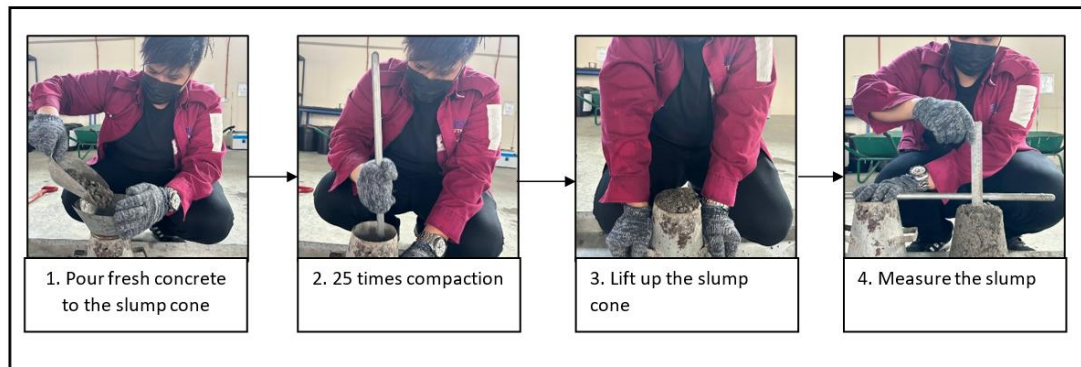 1. Pour fresh concrete
to the slump cone
2. 25 times compaction
3. Lift up the slump
cone
4. Measure the slump